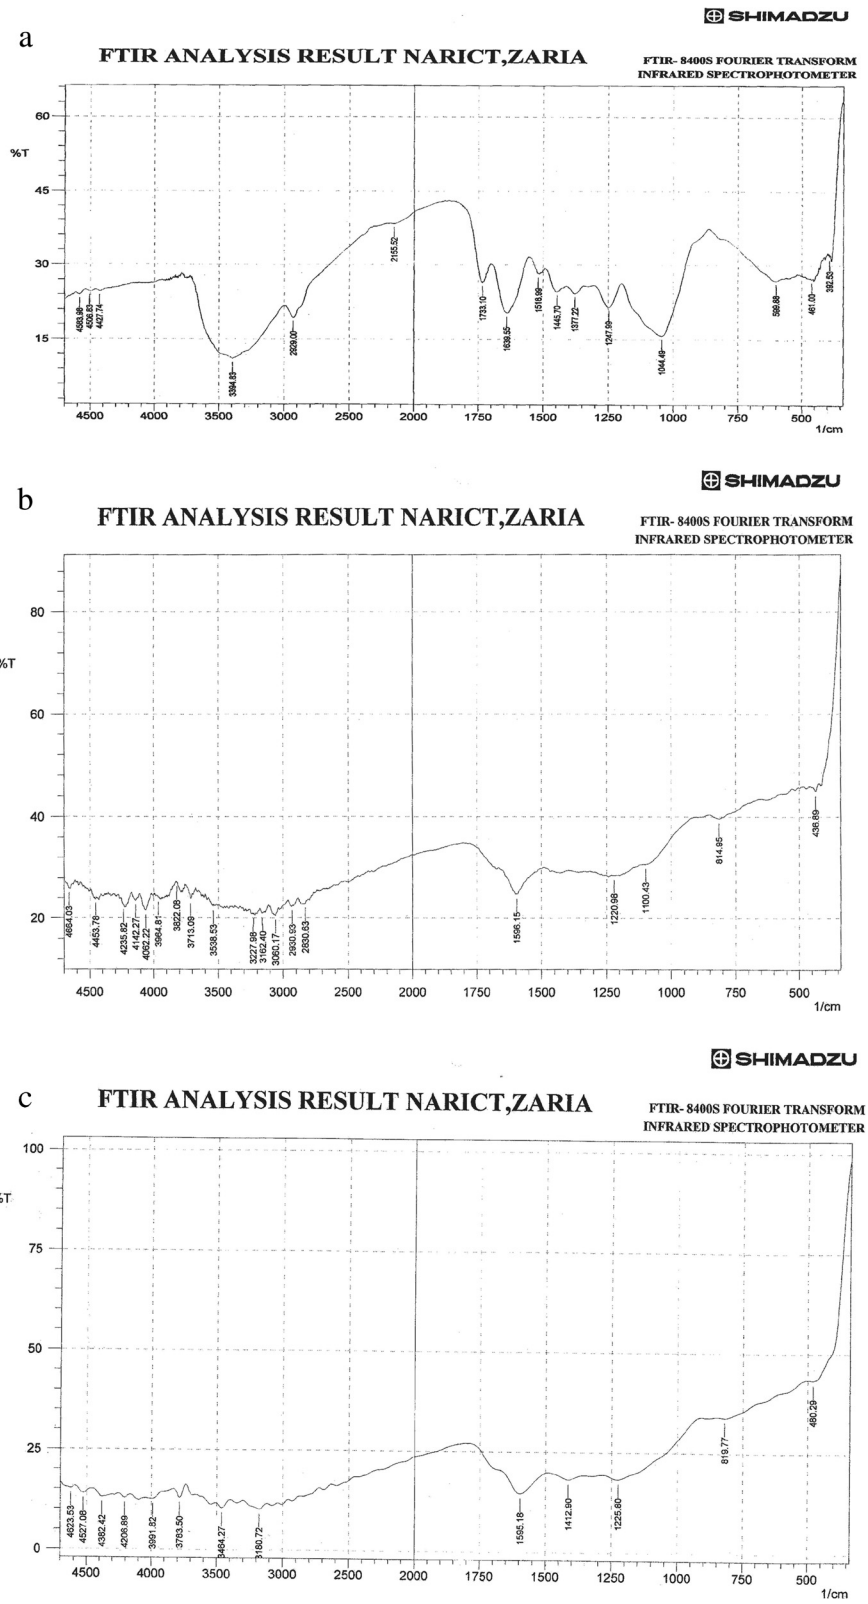 SHIMADZU
a
FTIR ANALYSIS RESULT NARICT,ZARIA
FTIR- 8400S FOURIER TRANSFORM
INFRARED SPECTROPHOTOMETER
60
%T
45
30
15
4583.98
4506.83
4427.74
3394.83
2929.00
2155.52
1733.10
1639.55
1518.99
1445.70
1377.22
1247.99
1044.49
599.88
461.00
392.53
4500 4000 3500 3000 2500 2000 1750 1500 1250 1000 750 500
1/cm
SHIMADZU
b
FTIR ANALYSIS RESULT NARICT,ZARIA
FTIR- 8400S FOURIER TRANSFORM
INFRARED SPECTROPHOTOMETER
80
%T
60
40
20
4664.03
4453.78
4235.82
4142.27
4062.22
3964.81
3822.08
3713.09
3538.53
3227.98
3162.40
3060.17
2930.93
2830.63
1596.15
1220.98
1100.43
814.95
436.89
4500 4000 3500 3000 2500 2000 1500 1250 1000 750 500
1/cm
SHIMADZU
c
FTIR ANALYSIS RESULT NARICT,ZARIA
FTIR- 8400S FOURIER TRANSFORM
INFRARED SPECTROPHOTOMETER
100
%T
75
50
25
0
4623.53
4527.08
4382.42
4206.89
3991.82
3783.50
3464.27
3180.72
1595.18
1412.90
1225.80
819.77
480.29
4500 4000 3500 3000 2500 2000 1750 1500 1250 1000 750 500
1/cm